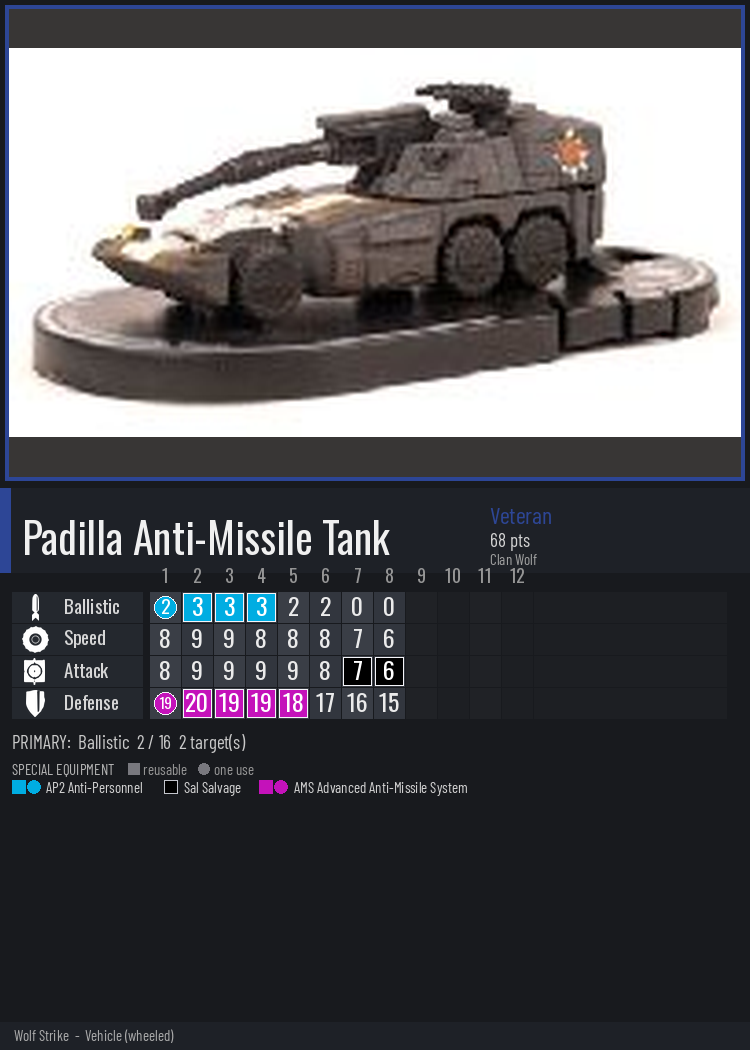 Padilla Anti-Missile Tank
Veteran
68 pts
Clan Wolf
1 2 3 4 5 6 7 8 9 10 11 12
Ballistic 2 3 3 3 2 2 0 0
Speed 8 9 9 8 8 8 7 6
Attack 8 9 9 9 9 8 7 6
Defense 19 20 19 19 18 17 16 15
PRIMARY: Ballistic 2 / 16 2 target(s)
SPECIAL EQUIPMENT reusable one use
AP2 Anti-Personnel Sal Salvage AMS Advanced Anti-Missile System
Wolf Strike - Vehicle (wheeled)